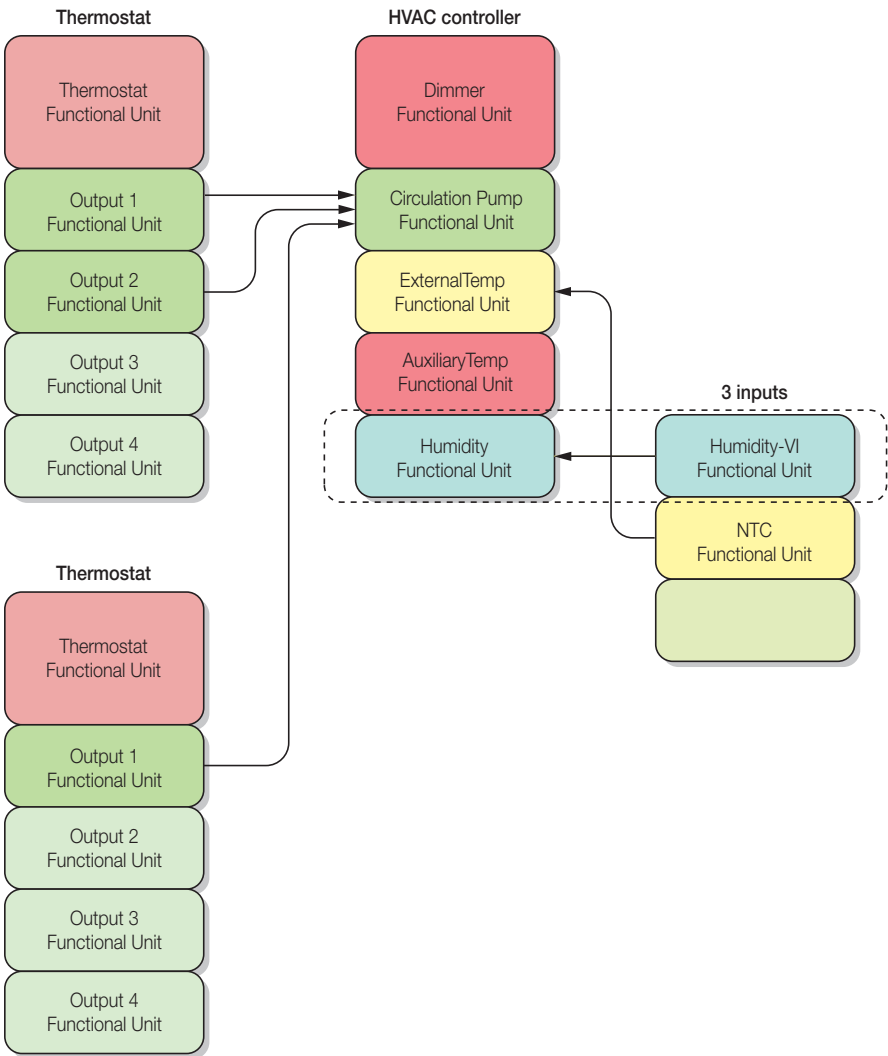 Thermostat
Thermostat
Functional Unit
Output 1
Functional Unit
Output 2
Functional Unit
Output 3
Functional Unit
Output 4
Functional Unit
HVAC controller
Dimmer
Functional Unit
Circulation Pump
Functional Unit
ExternalTemp
Functional Unit
AuxiliaryTemp
Functional Unit
Humidity
Functional Unit
3 inputs
Humidity-VI
Functional Unit
NTC
Functional Unit
Thermostat
Thermostat
Functional Unit
Output 1
Functional Unit
Output 2
Functional Unit
Output 3
Functional Unit
Output 4
Functional Unit